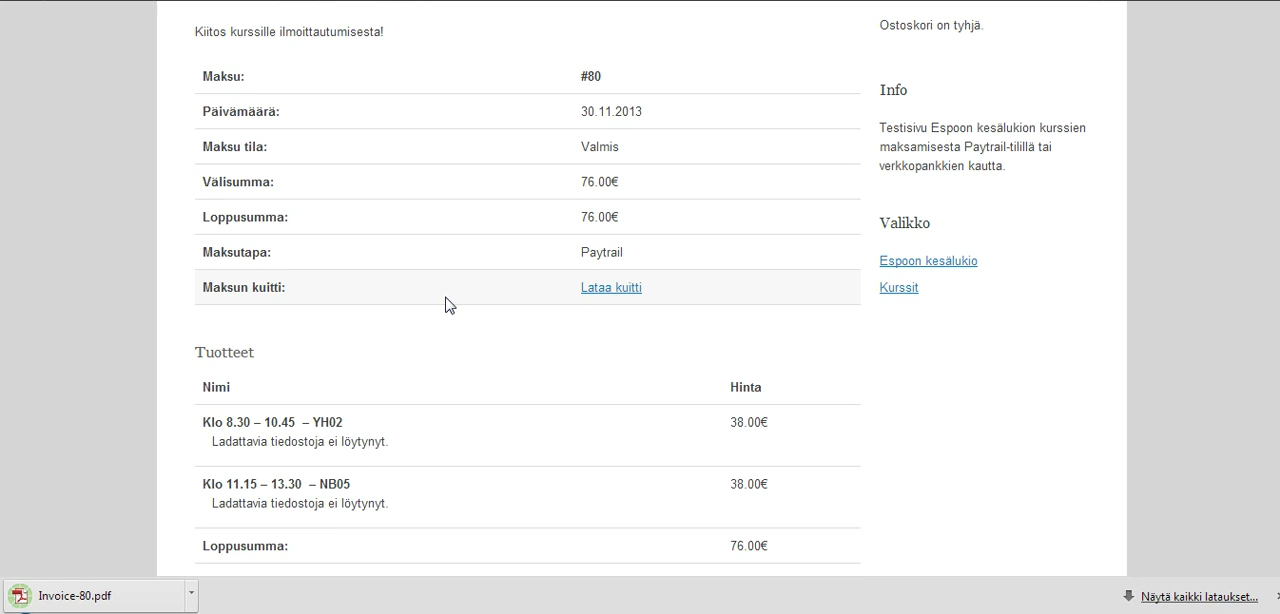 Kiitos kurssille ilmoittautumisesta!
Maksu: #80
Päivämäärä: 30.11.2013
Maksu tila: Valmis
Välisumma: 76.00€
Loppusumma: 76.00€
Maksutapa: Paytrail
Maksun kuitti: Lataa kuitti
Tuotteet
Nimi Hinta
Klo 8.30 – 10.45 – YH02 38.00€
Ladattavia tiedostoja ei löytynyt.
Klo 11.15 – 13.30 – NB05 38.00€
Ladattavia tiedostoja ei löytynyt.
Loppusumma: 76.00€
Ostoskori on tyhjä.
Info
Testisivu Espoon kesälukion kurssien
maksamisesta Paytrail-tilillä tai
verkkopankkien kautta.
Valikko
Espoon kesälukio
Kurssit
Invoice-80.pdf
Näytä kaikki lataukset...